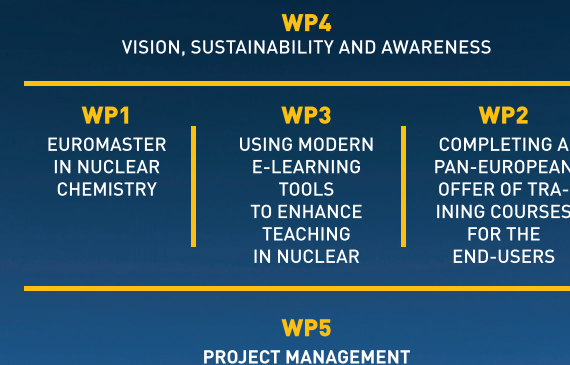 WP4
VISION, SUSTAINABILITY AND AWARENESS
WP1
EUROMASTER
IN NUCLEAR
CHEMISTRY
WP3
USING MODERN
E-LEARNING
TOOLS
TO ENHANCE
TEACHING
IN NUCLEAR
WP2
COMPLETING A
PAN-EUROPEAN
OFFER OF TRA-
INING COURSES
FOR THE
END-USERS
WP5
PROJECT MANAGEMENT